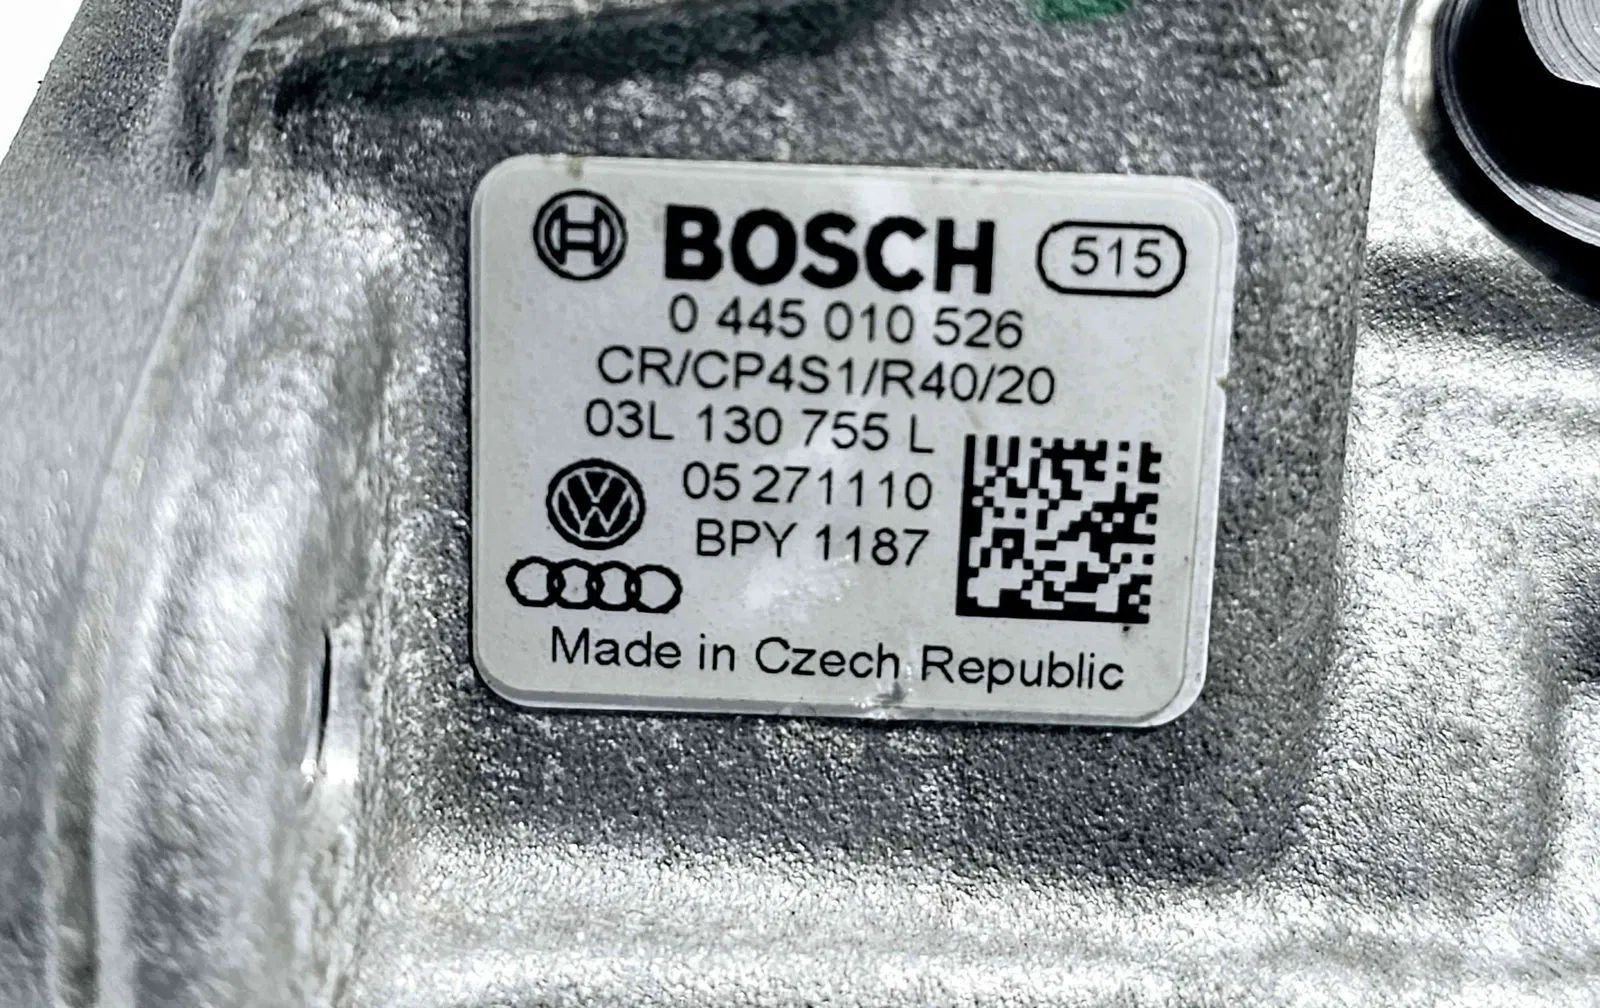 BOSCH 515
0 445 010 526
CR/CP4S1/R40/20
03L 130 755 L
05 271110
BPY 1187
Made in Czech Republic